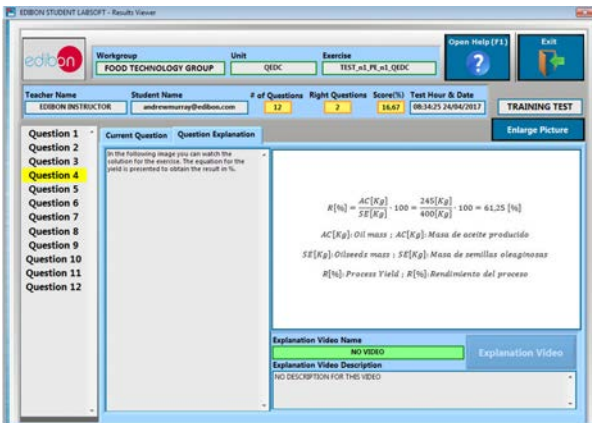 EDIBON STUDENT LABSOFT - Results Viewer
edibon
Workgroup
FOOD TECHNOLOGY GROUP
Unit
QEDC
Exercise
TEST_n1_PE_n1_QEDC
Open Help (F1)
?
Exit
Teacher Name
EDIBON INSTRUCTOR
Student Name
andrewmurray@edibon.com
# of Questions
12
Right Questions
2
Score(%)
16,67
Test Hour & Date
08:34:25 24/04/2017
TRAINING TEST
Question 1
Question 2
Question 3
Question 4
Question 5
Question 6
Question 7
Question 8
Question 9
Question 10
Question 11
Question 12
Current Question
Question Explanation
Enlarge Picture
In the following image you can watch the
solution for the exercise. The equation for the
yield is presented to obtain the result in %.
R[%] = AC[Kg]/SE[Kg] · 100 = 245[Kg]/400[Kg] · 100 = 61,25 [%]
AC[Kg]: Oil mass ; AC[Kg]: Masa de aceite producido
SE[Kg]: Oilseeds mass ; SE[Kg]: Masa de semillas oleaginosas
R[%]: Process Yield ; R[%]: Rendimiento del proceso
Explanation Video Name
NO VIDEO
Explanation Video
Explanation Video Description
NO DESCRIPTION FOR THIS VIDEO